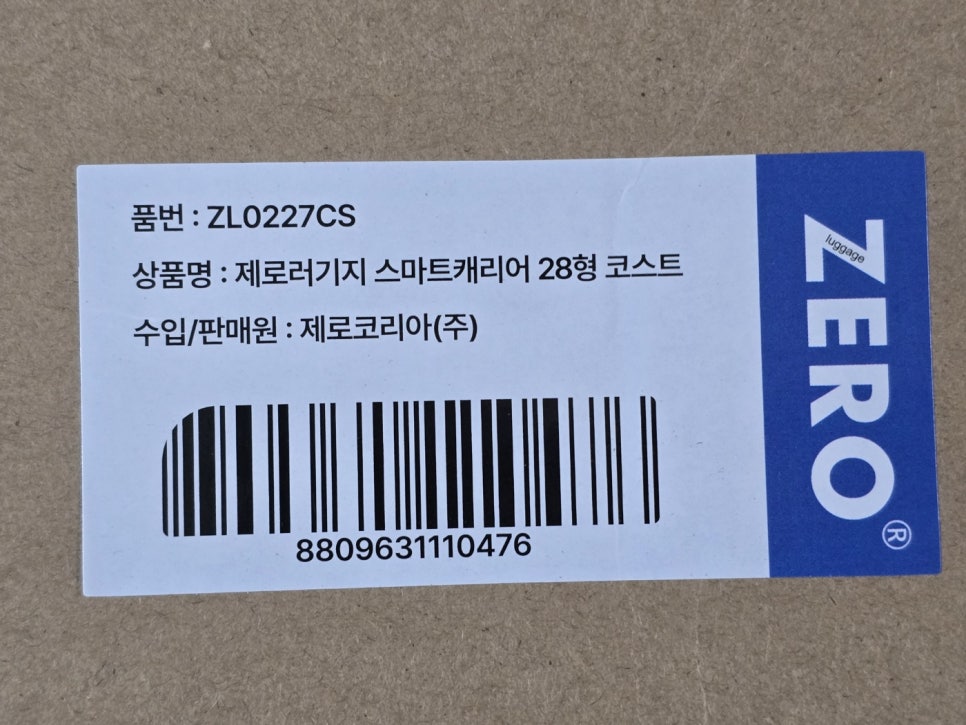 품번 : ZL0227CS
상품명 : 제로러기지 스마트캐리어 28형 코스트
수입/판매원 : 제로코리아(주)
8809631110476
ZERO®
luggage